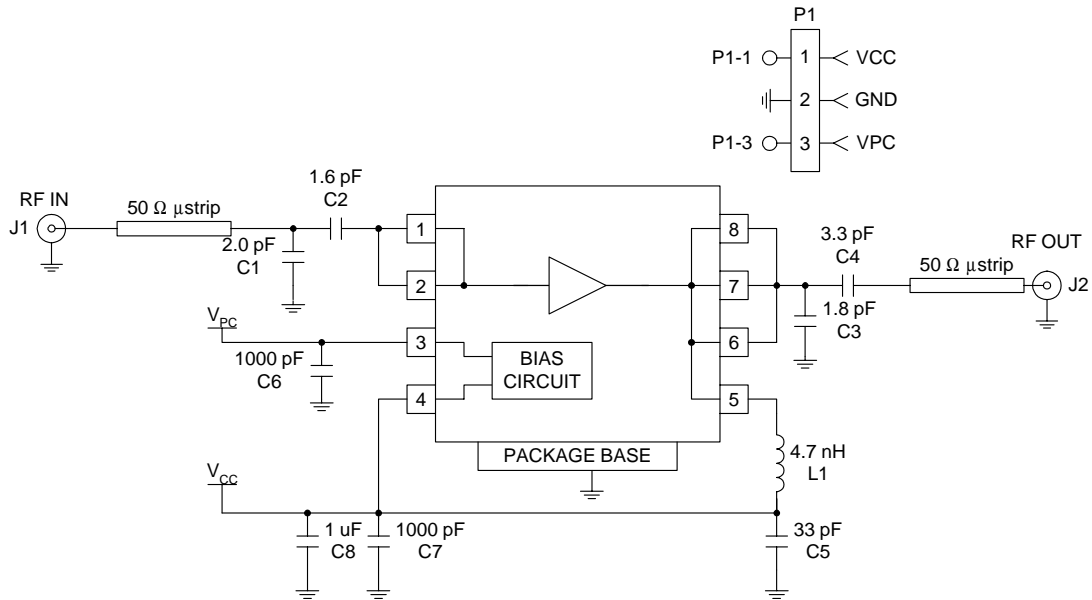 P1
P1-1
1
VCC
2
GND
P1-3
3
VPC
RF IN
J1
50 Ω μstrip
1.6 pF
C2
2.0 pF
C1
1
2
3
4
8
7
6
5
3.3 pF
C4
RF OUT
50 Ω μstrip
J2
1.8 pF
C3
VPC
1000 pF
C6
BIAS
CIRCUIT
PACKAGE BASE
4.7 nH
L1
VCC
1 uF
C8
1000 pF
C7
33 pF
C5